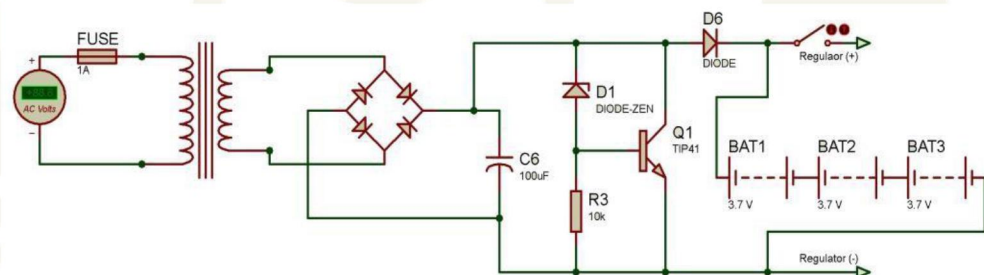 FUSE
1A
+
AC Volts
−
C6
100uF
D1
DIODE-ZEN
R3
10k
Q1
TIP41
D6
DIODE
Regulaor (+)
BAT1
3.7 V
BAT2
3.7 V
BAT3
3.7 V
Regulator (-)